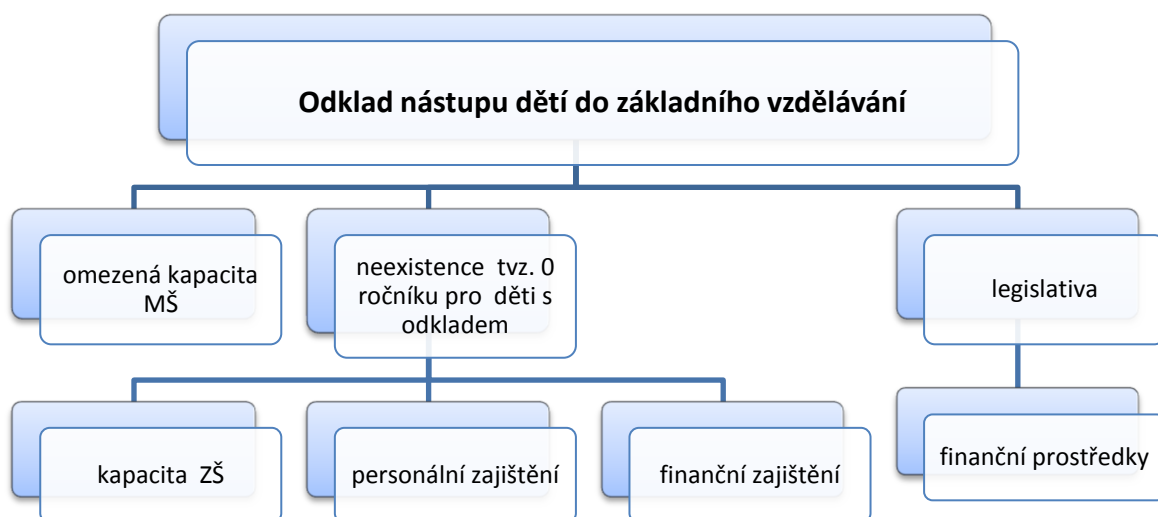 Odklad nástupu dětí do základního vzdělávání
omezená kapacita
MŠ
neexistence tvz. 0
ročníku pro děti s
odkladem
legislativa
kapacita ZŠ
personální zajištění
finanční zajištění
finanční prostředky